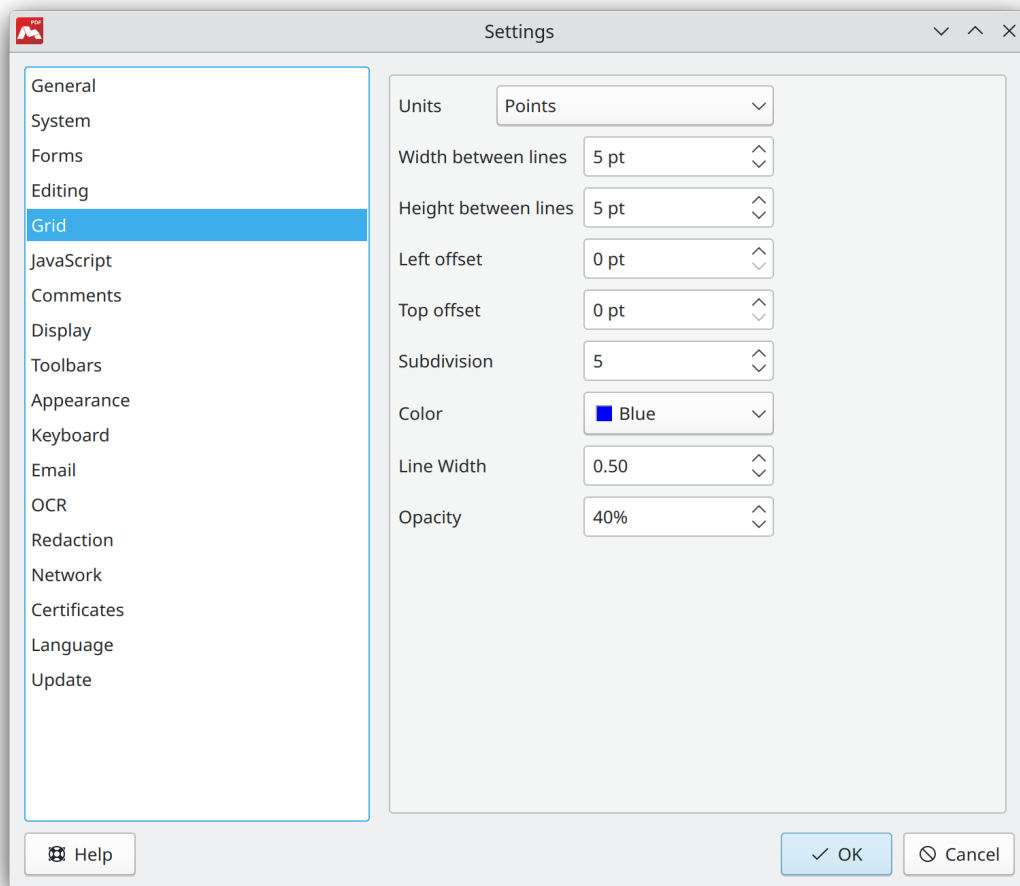 PDF
Settings
General
System
Forms
Editing
Grid
JavaScript
Comments
Display
Toolbars
Appearance
Keyboard
Email
OCR
Redaction
Network
Certificates
Language
Update
Units Points
Width between lines 5 pt
Height between lines 5 pt
Left offset 0 pt
Top offset 0 pt
Subdivision 5
Color Blue
Line Width 0.50
Opacity 40%
Help OK Cancel